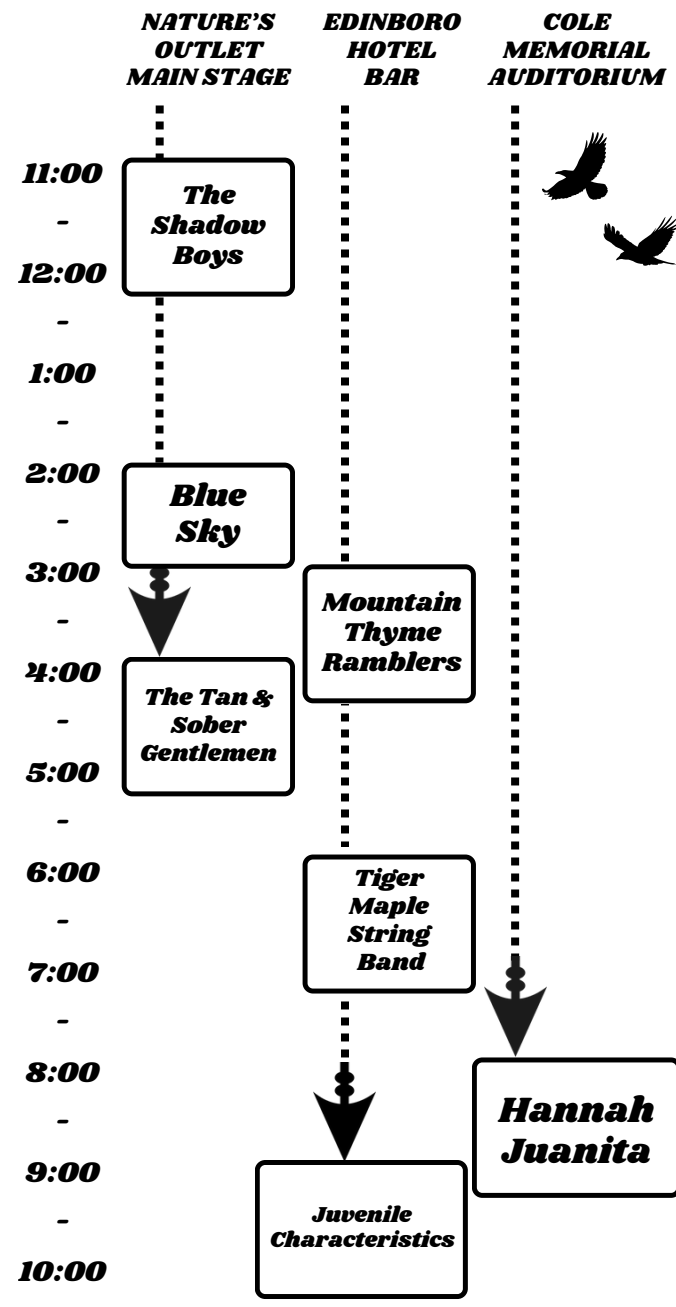 NATURE'S
OUTLET
MAIN STAGE
EDINBORO
HOTEL
BAR
COLE
MEMORIAL
AUDITORIUM
11:00
-
12:00
-
1:00
-
2:00
-
3:00
-
4:00
-
5:00
-
6:00
-
7:00
-
8:00
-
9:00
-
10:00
The
Shadow
Boys
Blue
Sky
The Tan &
Sober
Gentlemen
Mountain
Thyme
Ramblers
Tiger
Maple
String
Band
Juvenile
Characteristics
Hannah
Juanita